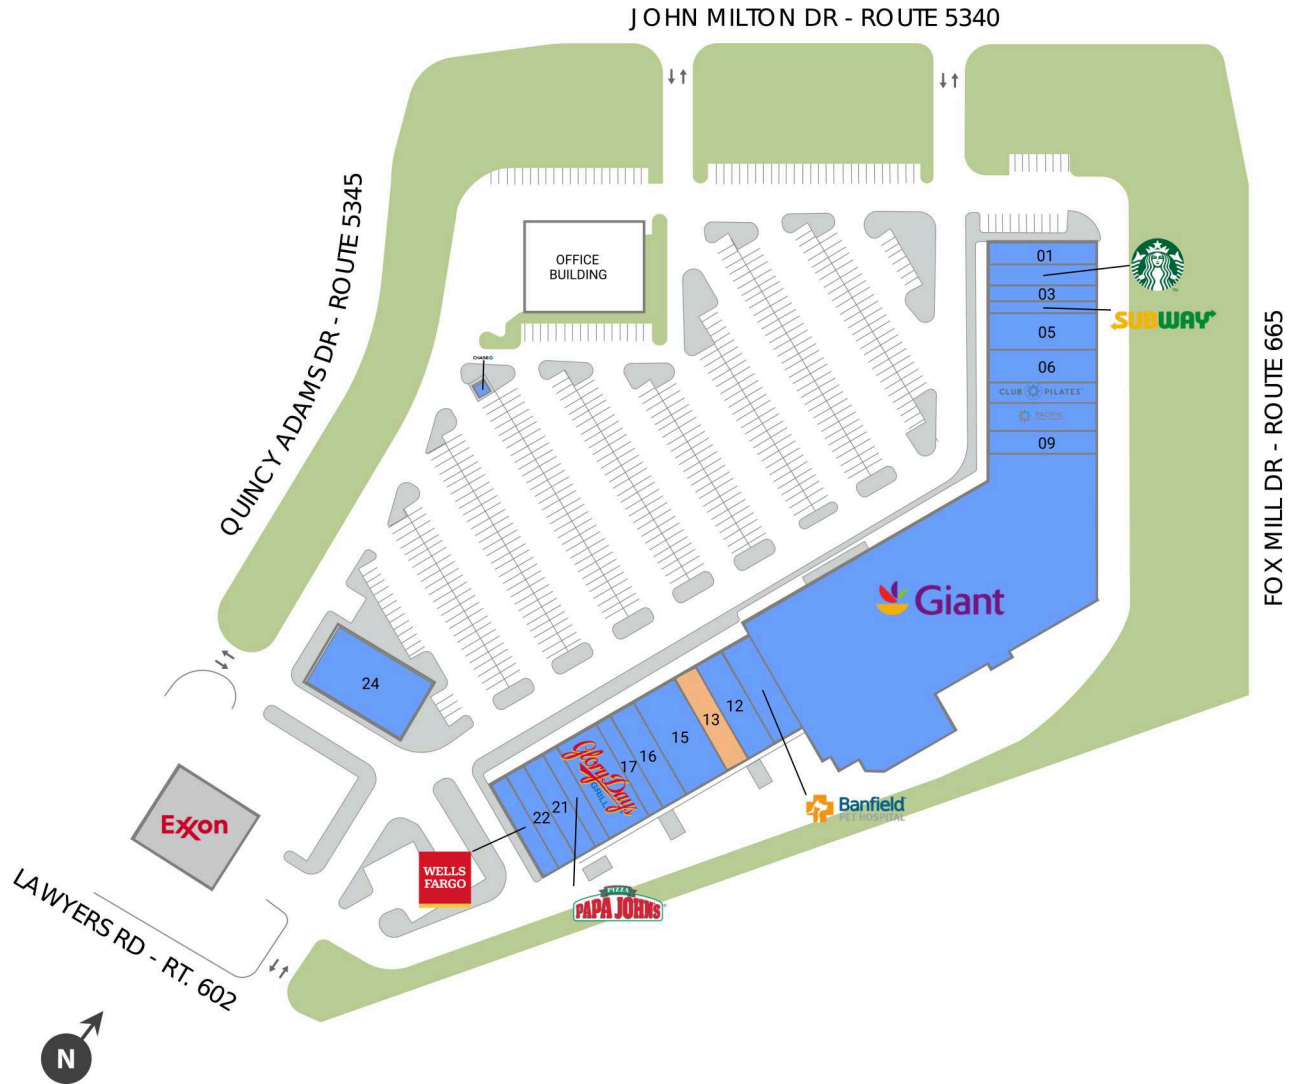 JOHN MILTON DR - ROUTE 5340
QUINCY ADAMS DR - ROUTE 5345
OFFICE
BUILDING
01
03
SUBWAY
05
06
CLUB PILATES
PACIFIC
09
FOX MILL DR - ROUTE 665
Giant
24
12
13
15
16
17
Glory Days
GRILL
21
22
Banfield
PET HOSPITAL
Exxon
WELLS
FARGO
PIZZA
PAPA JOHNS
LAWYERS RD - RT. 602
N